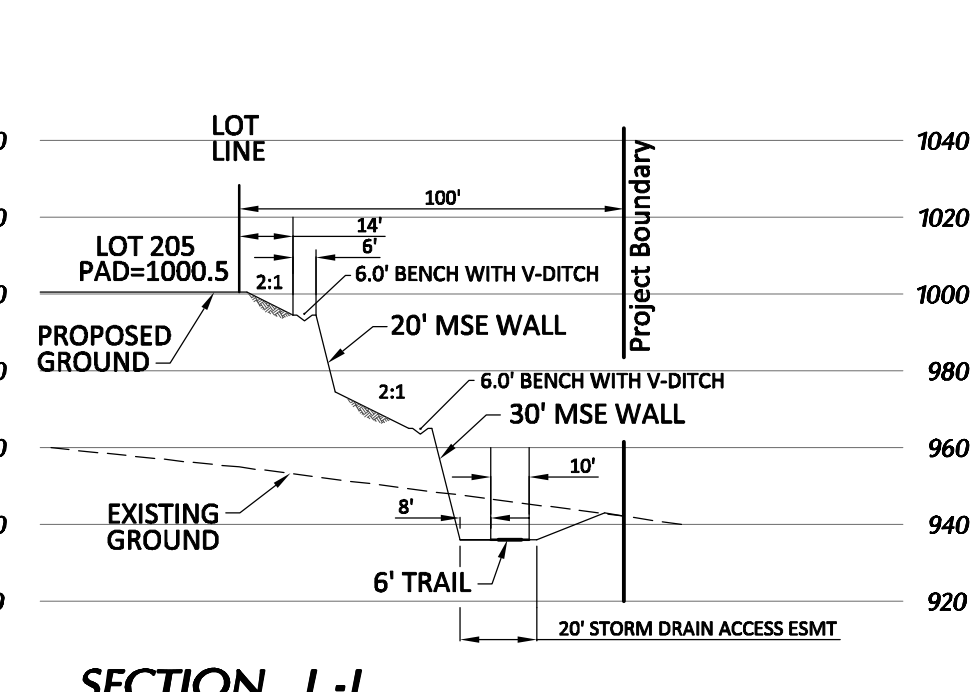 LOT
LINE
1040
Project Boundary
100'
1020
14'
6'
LOT 205
PAD=1000.5
2:1
6.0' BENCH WITH V-DITCH
1000
PROPOSED
GROUND
20' MSE WALL
980
2:1
6.0' BENCH WITH V-DITCH
30' MSE WALL
960
10'
8'
EXISTING
GROUND
940
6' TRAIL
920
20' STORM DRAIN ACCESS ESMT
SECTION